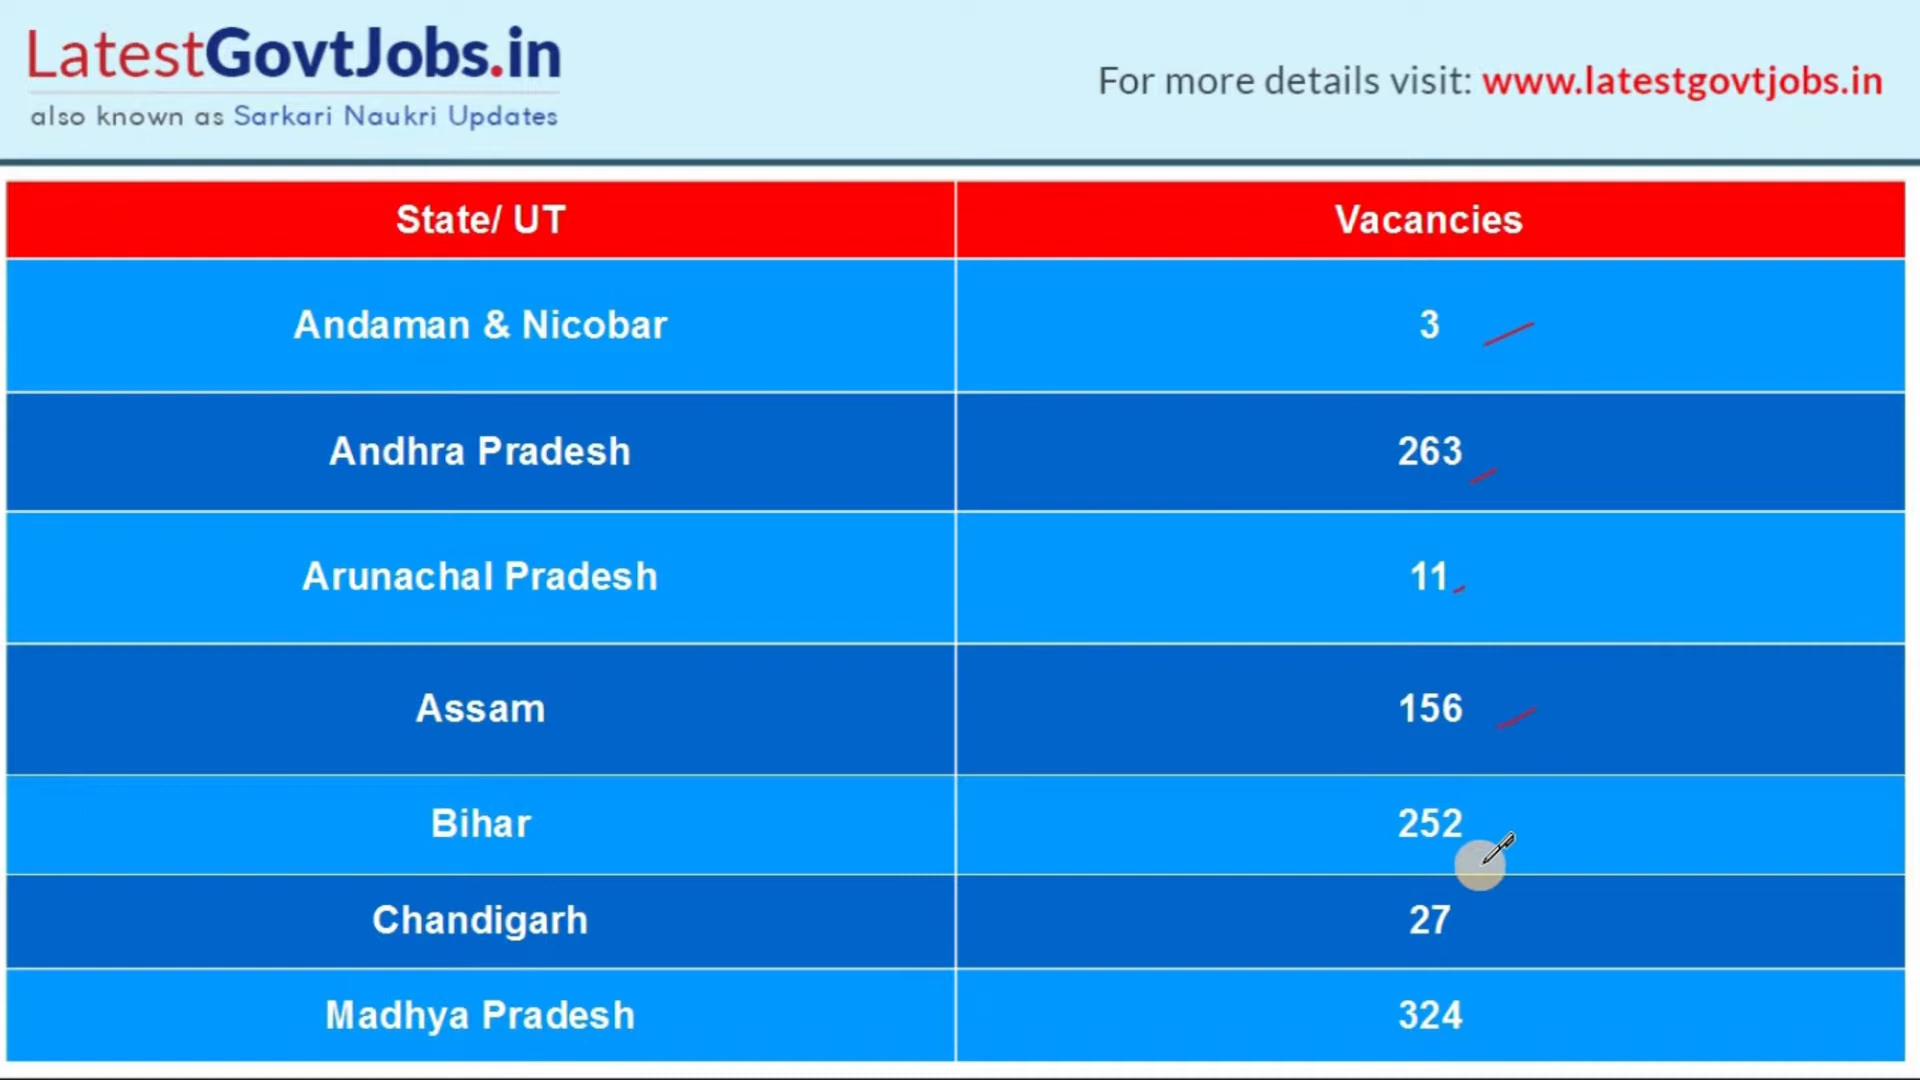 LatestGovtJobs.in
also known as Sarkari Naukri Updates
For more details visit: www.latestgovtjobs.in
State/ UT Vacancies
Andaman & Nicobar 3
Andhra Pradesh 263
Arunachal Pradesh 11
Assam 156
Bihar 252
Chandigarh 27
Madhya Pradesh 324